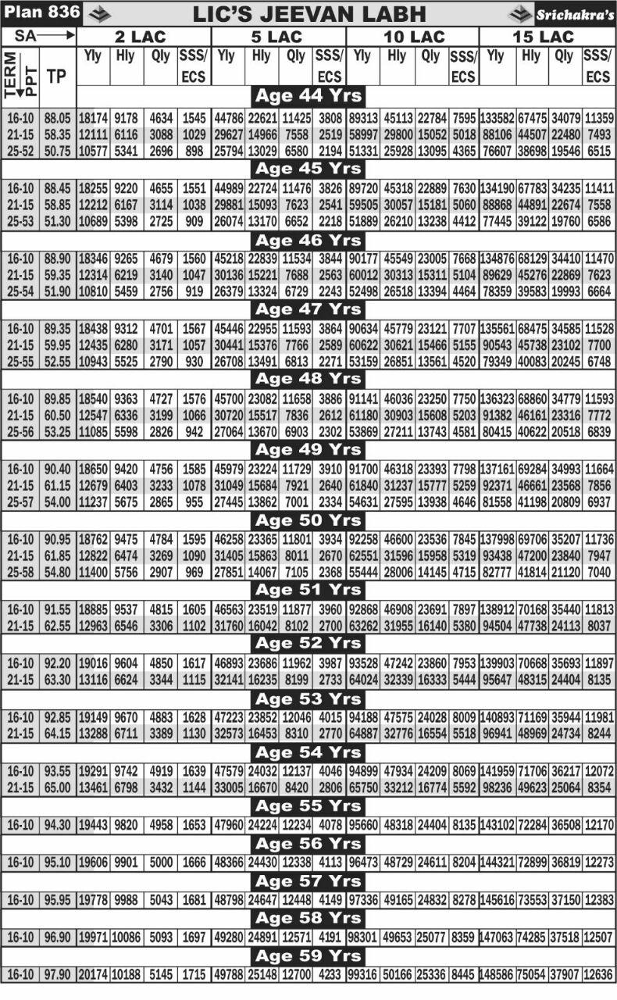 Plan 836 LIC'S JEEVAN LABH Srichakra's
SA 2 LAC 5 LAC 10 LAC 15 LAC
TERM PPT TP Yly Hly Qly SSS/ECS Yly Hly Qly SSS/ECS Yly Hly Qly SSS/ECS Yly Hly Qly SSS/ECS
Age 44 Yrs
16-10 88.05 18174 9178 4634 1545 44786 22621 11425 3808 89313 45113 22784 7595 133582 67475 34079 11359
21-15 58.35 12111 6116 3088 1029 29627 14966 7558 2519 58997 29800 15052 5018 88106 44507 22480 7493
25-52 50.75 10577 5341 2696 898 25794 13029 6580 2194 51331 25928 13095 4365 76607 38698 19546 6515
Age 45 Yrs
16-10 88.45 18255 9220 4655 1551 44989 22724 11476 3826 89720 45318 22889 7630 134190 67783 34235 11411
21-15 58.85 12212 6167 3114 1038 29881 15093 7623 2541 59505 30057 15181 5060 88868 44891 22674 7558
25-53 51.30 10689 5398 2725 909 26074 13170 6652 2218 51889 26210 13238 4412 77445 39122 19760 6586
Age 46 Yrs
16-10 88.90 18346 9265 4679 1560 45218 22839 11534 3844 90177 45549 23005 7668 134876 68129 34410 11470
21-15 59.35 12314 6219 3140 1047 30136 15221 7688 2563 60012 30313 15311 5104 89629 45276 22869 7623
25-54 51.90 10810 5459 2756 919 26379 13324 6729 2243 52498 26518 13394 4464 78359 39583 19993 6664
Age 47 Yrs
16-10 89.35 18438 9312 4701 1567 45446 22955 11593 3864 90634 45779 23121 7707 135561 68475 34585 11528
21-15 59.95 12435 6280 3171 1057 30441 15376 7766 2589 60622 30621 15466 5155 90543 45738 23102 7700
25-55 52.55 10943 5525 2790 930 26708 13491 6813 2271 53159 26851 13561 4520 79349 40083 20245 6748
Age 48 Yrs
16-10 89.85 18540 9363 4727 1576 45700 23082 11658 3886 91141 46036 23250 7750 136323 68860 34779 11593
21-15 60.50 12547 6336 3199 1066 30720 15517 7836 2612 61180 30903 15608 5203 91382 46161 23316 7772
25-56 53.25 11085 5598 2826 942 27064 13670 6903 2302 53869 27211 13743 4581 80415 40622 20518 6839
Age 49 Yrs
16-10 90.40 18650 9420 4756 1585 45979 23224 11729 3910 91700 46318 23393 7798 137161 69284 34993 11664
21-15 61.15 12679 6403 3233 1078 31049 15684 7921 2640 61840 31237 15777 5259 92371 46661 23568 7856
25-57 54.00 11237 5675 2865 955 27445 13862 7001 2334 54631 27595 13938 4646 81558 41198 20809 6937
Age 50 Yrs
16-10 90.95 18762 9475 4784 1595 46258 23365 11801 3934 92258 46600 23536 7845 137998 69706 35207 11736
21-15 61.85 12822 6474 3269 1090 31405 15863 8011 2670 62551 31596 15958 5319 93438 47200 23840 7947
25-58 54.80 11400 5756 2907 969 27851 14067 7105 2368 55444 28006 14145 4715 82777 41814 21120 7040
Age 51 Yrs
16-10 91.55 18885 9537 4815 1605 46563 23519 11877 3960 92868 46908 23691 7897 138912 70168 35440 11813
21-15 62.55 12963 6546 3306 1102 31760 16042 8102 2700 63262 31955 16140 5380 94504 47738 24113 8037
Age 52 Yrs
16-10 92.20 19016 9604 4850 1617 46893 23686 11962 3987 93528 47242 23860 7953 139903 70668 35693 11897
21-15 63.30 13116 6624 3344 1115 32141 16235 8199 2733 64024 32339 16333 5444 95647 48315 24404 8135
Age 53 Yrs
16-10 92.85 19149 9670 4883 1628 47223 23852 12046 4015 94188 47575 24028 8009 140893 71169 35944 11981
21-15 64.15 13288 6711 3389 1130 32573 16453 8310 2770 64887 32776 16554 5518 96941 48969 24734 8244
Age 54 Yrs
16-10 93.55 19291 9742 4919 1639 47579 24032 12137 4046 94899 47934 24209 8069 141959 71706 36217 12072
21-15 65.00 13461 6798 3432 1144 33005 16670 8420 2806 65750 33212 16774 5592 98236 49623 25064 8354
Age 55 Yrs
16-10 94.30 19443 9820 4958 1653 47960 24224 12234 4078 95660 48318 24404 8135 143102 72284 36508 12170
Age 56 Yrs
16-10 95.10 19606 9901 5000 1666 48366 24430 12338 4113 96473 48729 24611 8204 144321 72899 36819 12273
Age 57 Yrs
16-10 95.95 19778 9988 5043 1681 48798 24647 12448 4149 97336 49165 24832 8278 145616 73553 37150 12383
Age 58 Yrs
16-10 96.90 19971 10086 5093 1697 49280 24891 12571 4191 98301 49653 25077 8359 147063 74285 37518 12507
Age 59 Yrs
16-10 97.90 20174 10188 5145 1715 49788 25148 12700 4233 99316 50166 25336 8445 148586 75054 37907 12636